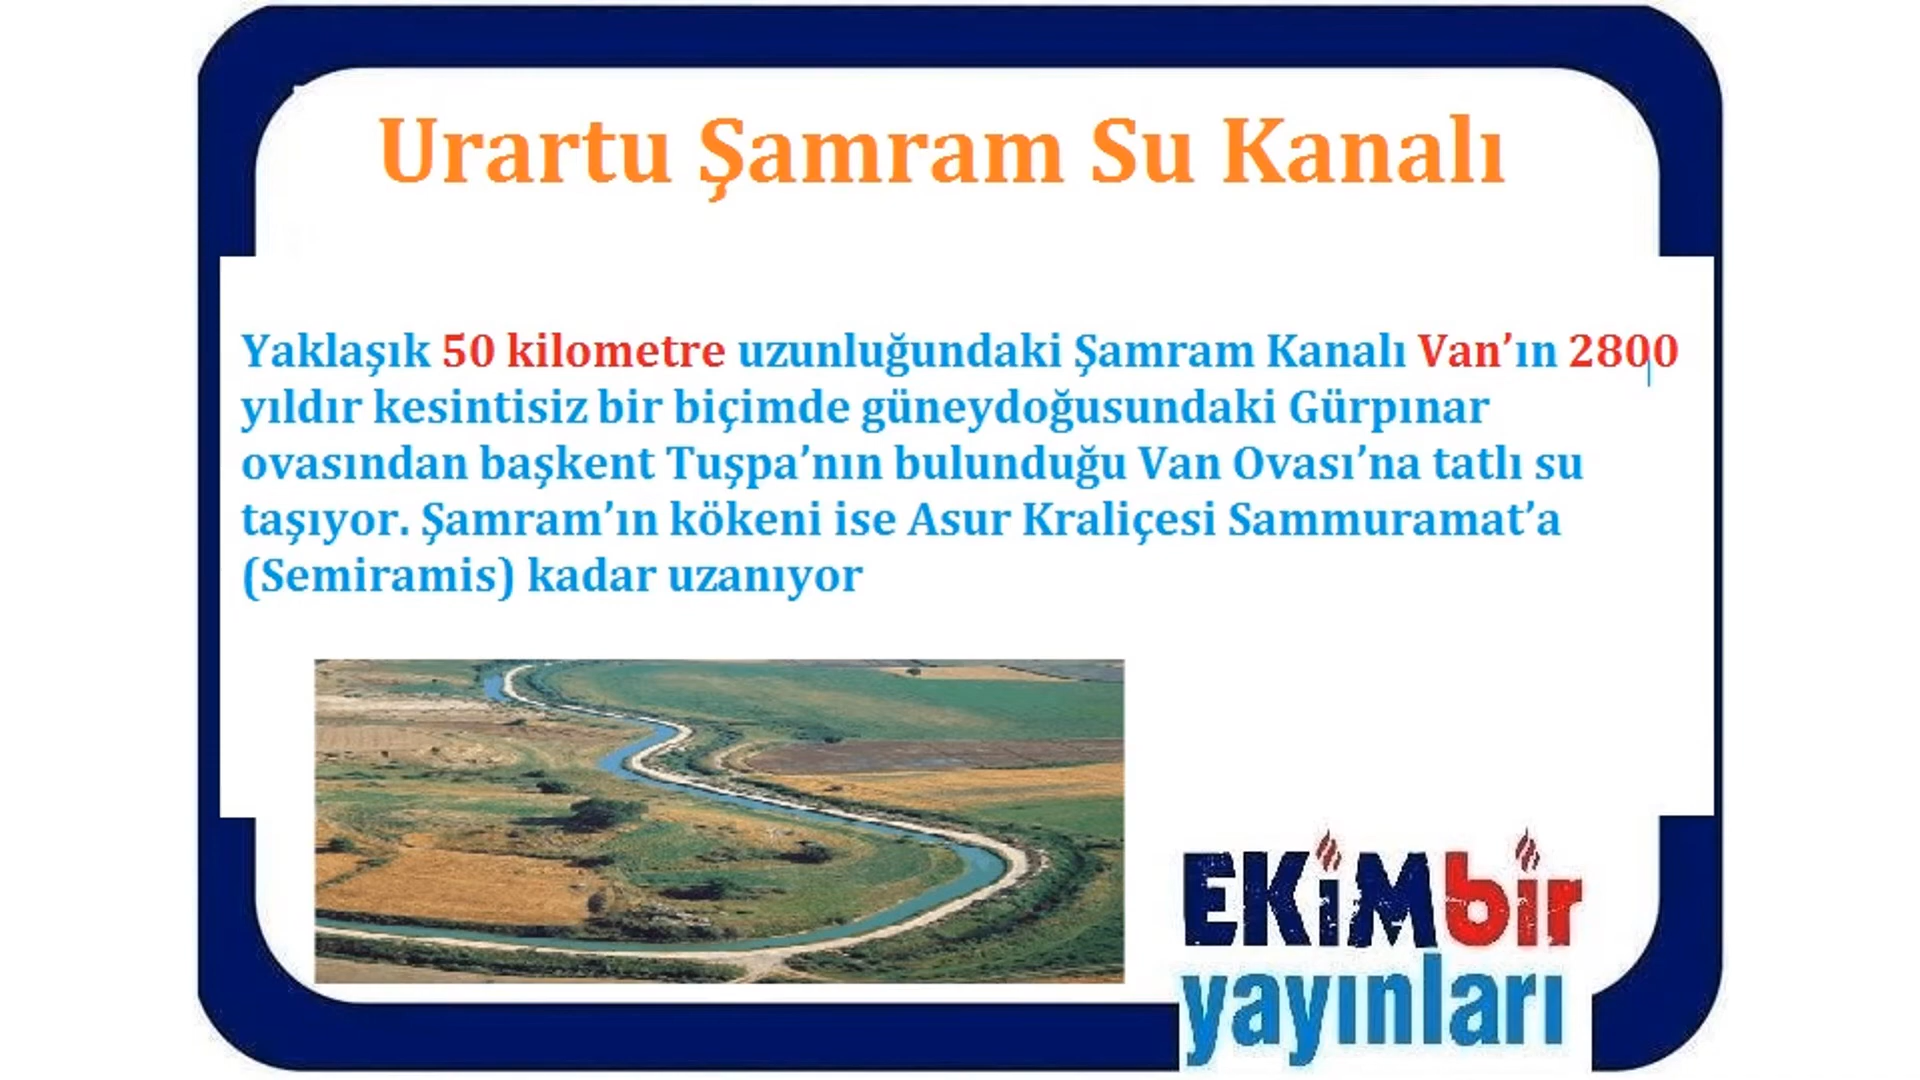 Urartu Şamram Su Kanalı
Yaklaşık 50 kilometre uzunluğundaki Şamram Kanalı Van’ın 2800
yıldır kesintisiz bir biçimde güneydoğusundaki Gürpınar
ovasından başkent Tuşpa’nın bulunduğu Van Ovası’na tatlı su
taşıyor. Şamram’ın kökeni ise Asur Kraliçesi Sammuramat’a
(Semiramis) kadar uzanıyor
EKİMbir
yayınları